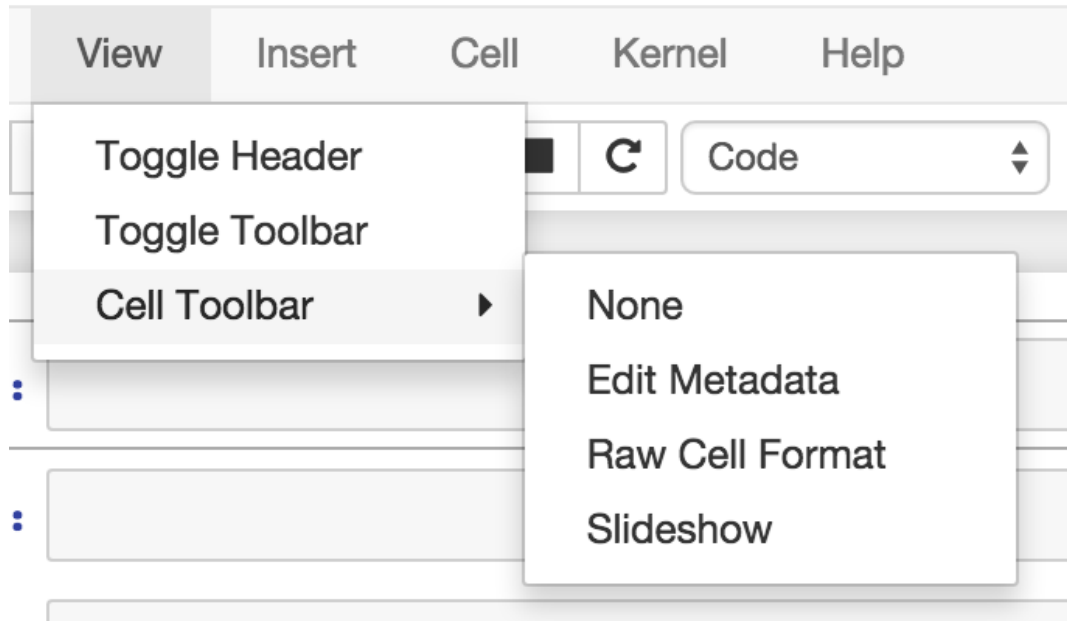 View Insert Cell Kernel Help
Toggle Header
Code
Toggle Toolbar
Cell Toolbar
None
Edit Metadata
Raw Cell Format
Slideshow